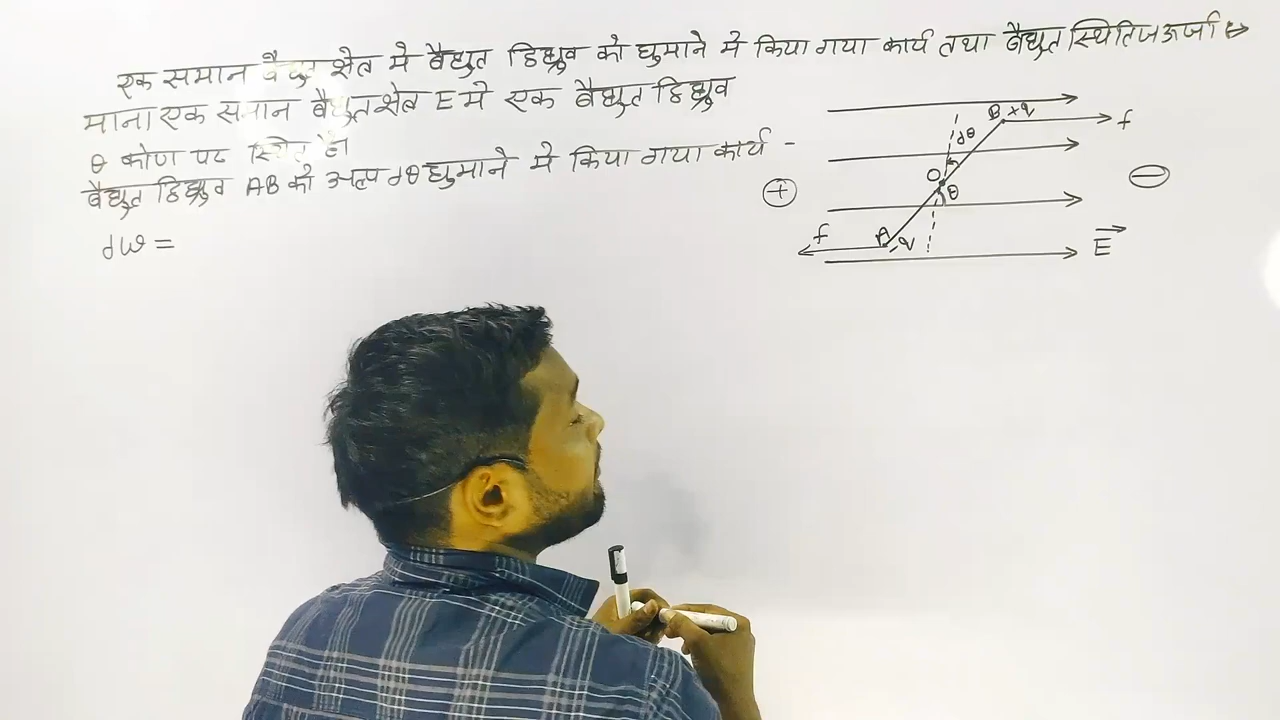 एक समान वैद्युत क्षेत्र मे वैद्युत द्विध्रुव को घुमाने मे किया गया कार्य तथा वैद्युत स्थितिज ऊर्जा
माना एक समान वैद्युत क्षेत्र E मे एक वैद्युत द्विध्रुव
θ कोण पर स्थित है।
वैद्युत द्विध्रुव AB को अल्प dθ घुमाने मे किया गया कार्य -
dw =
B +q
f
dθ
O
θ
+
−
f
A -q
E